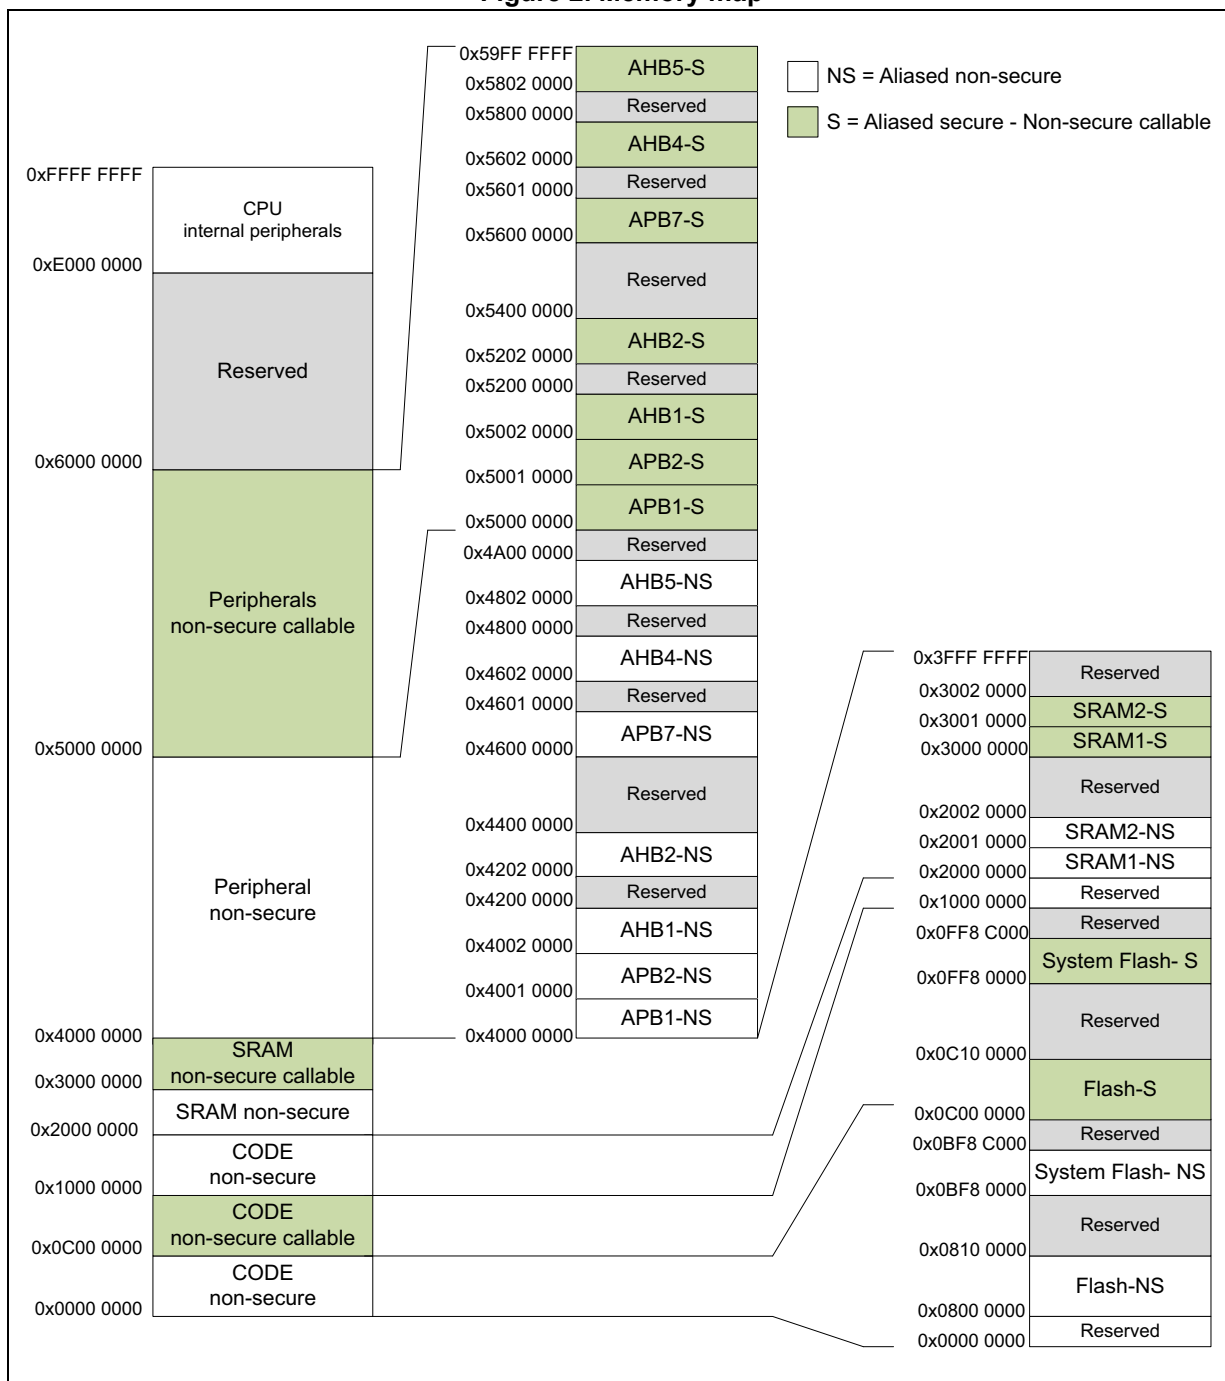 0xFFFF FFFF
CPU
internal peripherals
0xE000 0000
Reserved
0x6000 0000
Peripherals
non-secure callable
0x5000 0000
Peripheral
non-secure
0x4000 0000
SRAM
non-secure callable
0x3000 0000
SRAM non-secure
0x2000 0000
CODE
non-secure
0x1000 0000
CODE
non-secure callable
0x0C00 0000
CODE
non-secure
0x0000 0000
0x59FF FFFF
AHB5-S
0x5802 0000
Reserved
0x5800 0000
AHB4-S
0x5602 0000
Reserved
0x5601 0000
APB7-S
0x5600 0000
Reserved
0x5400 0000
AHB2-S
0x5202 0000
Reserved
0x5200 0000
AHB1-S
0x5002 0000
APB2-S
0x5001 0000
APB1-S
0x5000 0000
Reserved
0x4A00 0000
AHB5-NS
0x4802 0000
Reserved
0x4800 0000
AHB4-NS
0x4602 0000
Reserved
0x4601 0000
APB7-NS
0x4600 0000
Reserved
0x4400 0000
AHB2-NS
0x4202 0000
Reserved
0x4200 0000
AHB1-NS
0x4002 0000
APB2-NS
0x4001 0000
APB1-NS
0x4000 0000
NS = Aliased non-secure
S = Aliased secure - Non-secure callable
0x3FFF FFFF
Reserved
0x3002 0000
SRAM2-S
0x3001 0000
SRAM1-S
0x3000 0000
Reserved
0x2002 0000
SRAM2-NS
0x2001 0000
SRAM1-NS
0x2000 0000
Reserved
0x1000 0000
Reserved
0x0FF8 C000
System Flash- S
0x0FF8 0000
Reserved
0x0C10 0000
Flash-S
0x0C00 0000
Reserved
0x0BF8 C000
System Flash- NS
0x0BF8 0000
Reserved
0x0810 0000
Flash-NS
0x0800 0000
Reserved
0x0000 0000